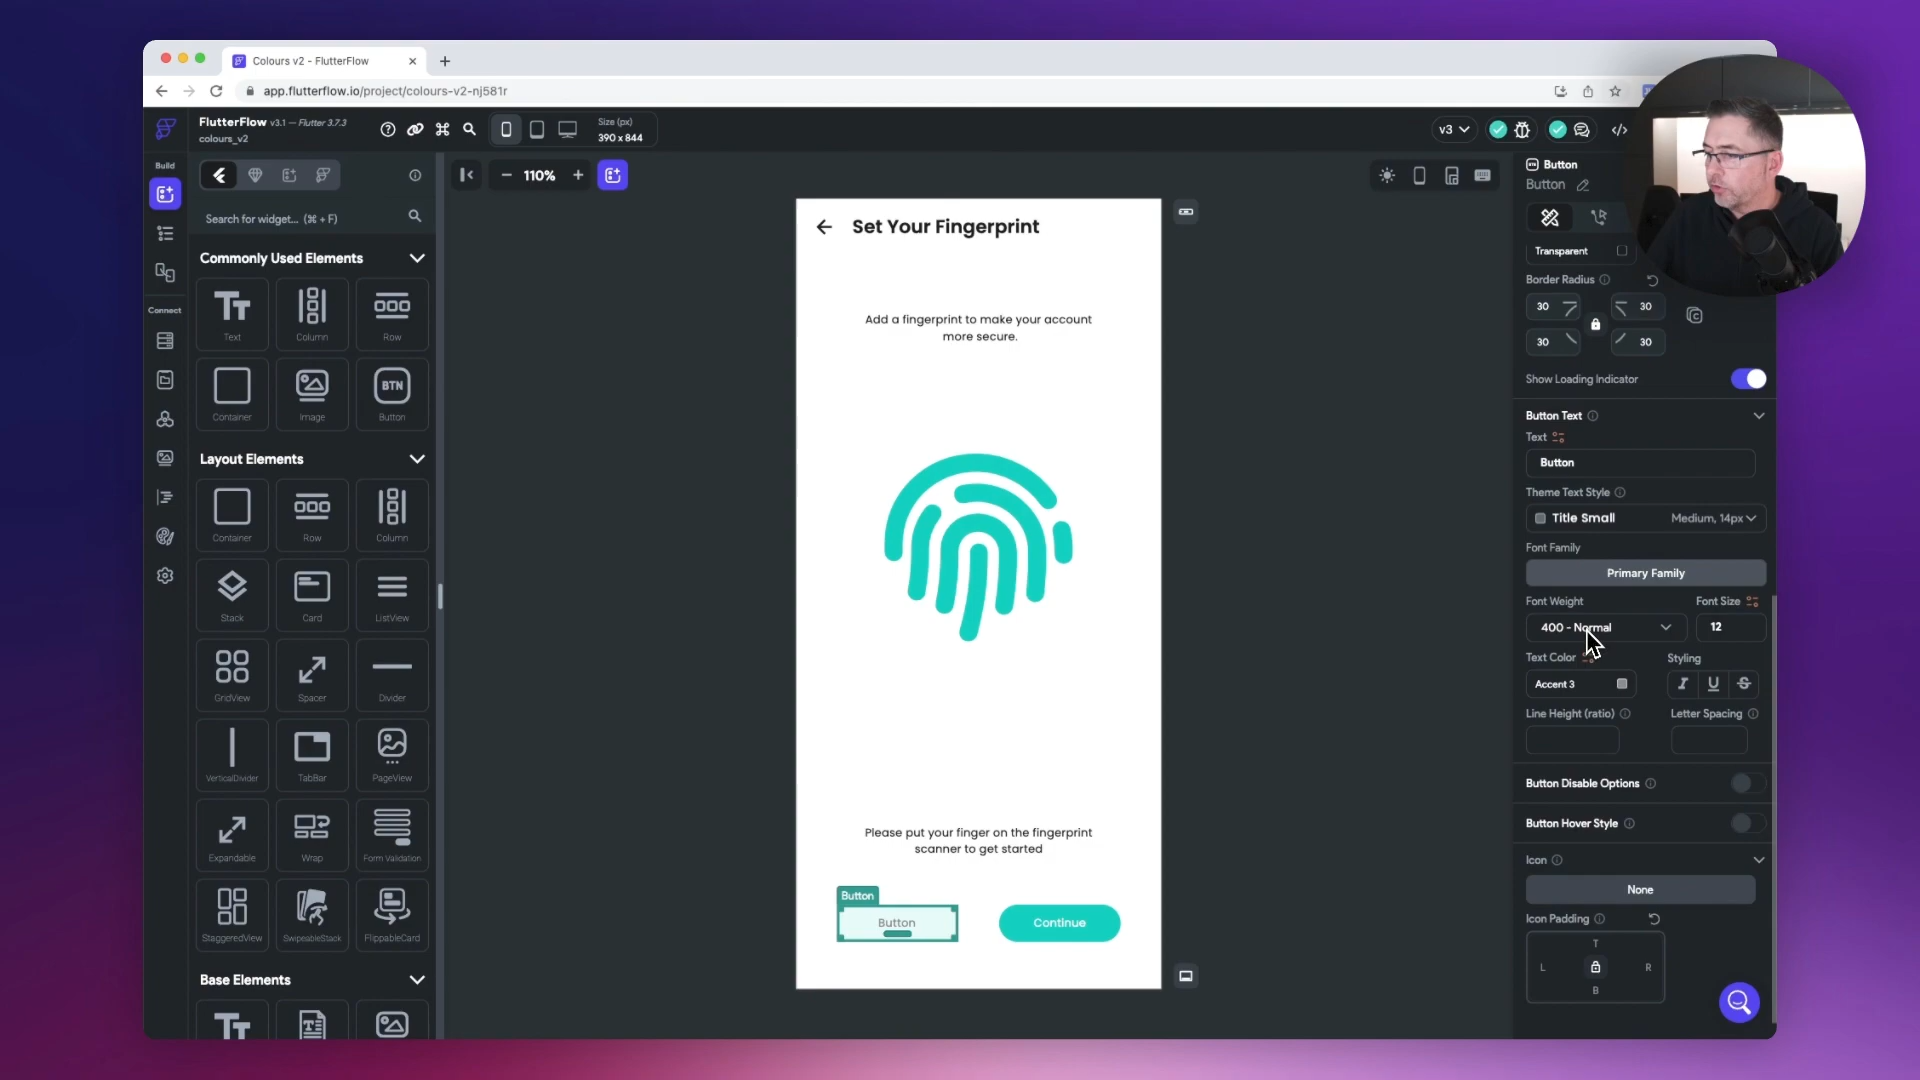 Colours v2 - FlutterFlow
app.flutterflow.io/project/colours-v2-nj581r
FlutterFlow v3.1 — Flutter 3.7.3
colours_v2
Size (px)
390 x 844
v3
Build
Connect
110%
Search for widget... (⌘ + F)
Commonly Used Elements
Text
Column
Row
Container
Image
BTN
Button
Layout Elements
Container
Row
Column
Stack
Card
ListView
GridView
Spacer
Divider
VerticalDivider
TabBar
PageView
Expandable
Wrap
Form Validation
StaggeredView
SwipeableStack
FlippableCard
Base Elements
Set Your Fingerprint
Add a fingerprint to make your account
more secure.
Please put your finger on the fingerprint
scanner to get started
Button
Button
Continue
Button
Button
Transparent
Border Radius
30
30
30
30
Show Loading Indicator
Button Text
Text
Button
Theme Text Style
Title Small
Medium, 14px
Font Family
Primary Family
Font Weight
Font Size
400 - Normal
12
Text Color
Styling
Accent 3
Line Height (ratio)
Letter Spacing
Button Disable Options
Button Hover Style
Icon
None
Icon Padding
T
L
R
B